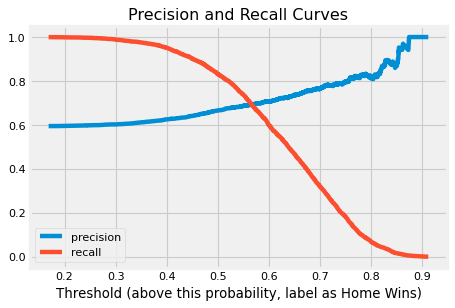 Precision and Recall Curves
1.0
0.8
0.6
0.4
0.2
0.0
precision
recall
0.2 0.3 0.4 0.5 0.6 0.7 0.8 0.9
Threshold (above this probability, label as Home Wins)